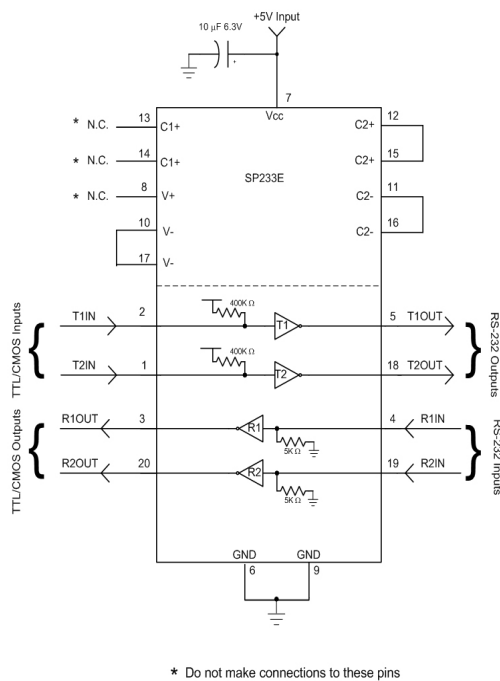 +5V Input
10 µF 6.3V
+
7
Vcc
* N.C. 13 C1+
* N.C. 14 C1+
* N.C. 8 V+
10 V-
17 V-
12 C2+
15 C2+
11 C2-
16 C2-
SP233E
TTL/CMOS Inputs
T1IN 2 400K Ω T1 5 T1OUT
T2IN 1 400K Ω T2 18 T2OUT
RS-232 Outputs
TTL/CMOS Outputs
R1OUT 3 R1 5K Ω 4 R1IN
R2OUT 20 R2 5K Ω 19 R2IN
RS-232 Inputs
GND GND
6 9
* Do not make connections to these pins